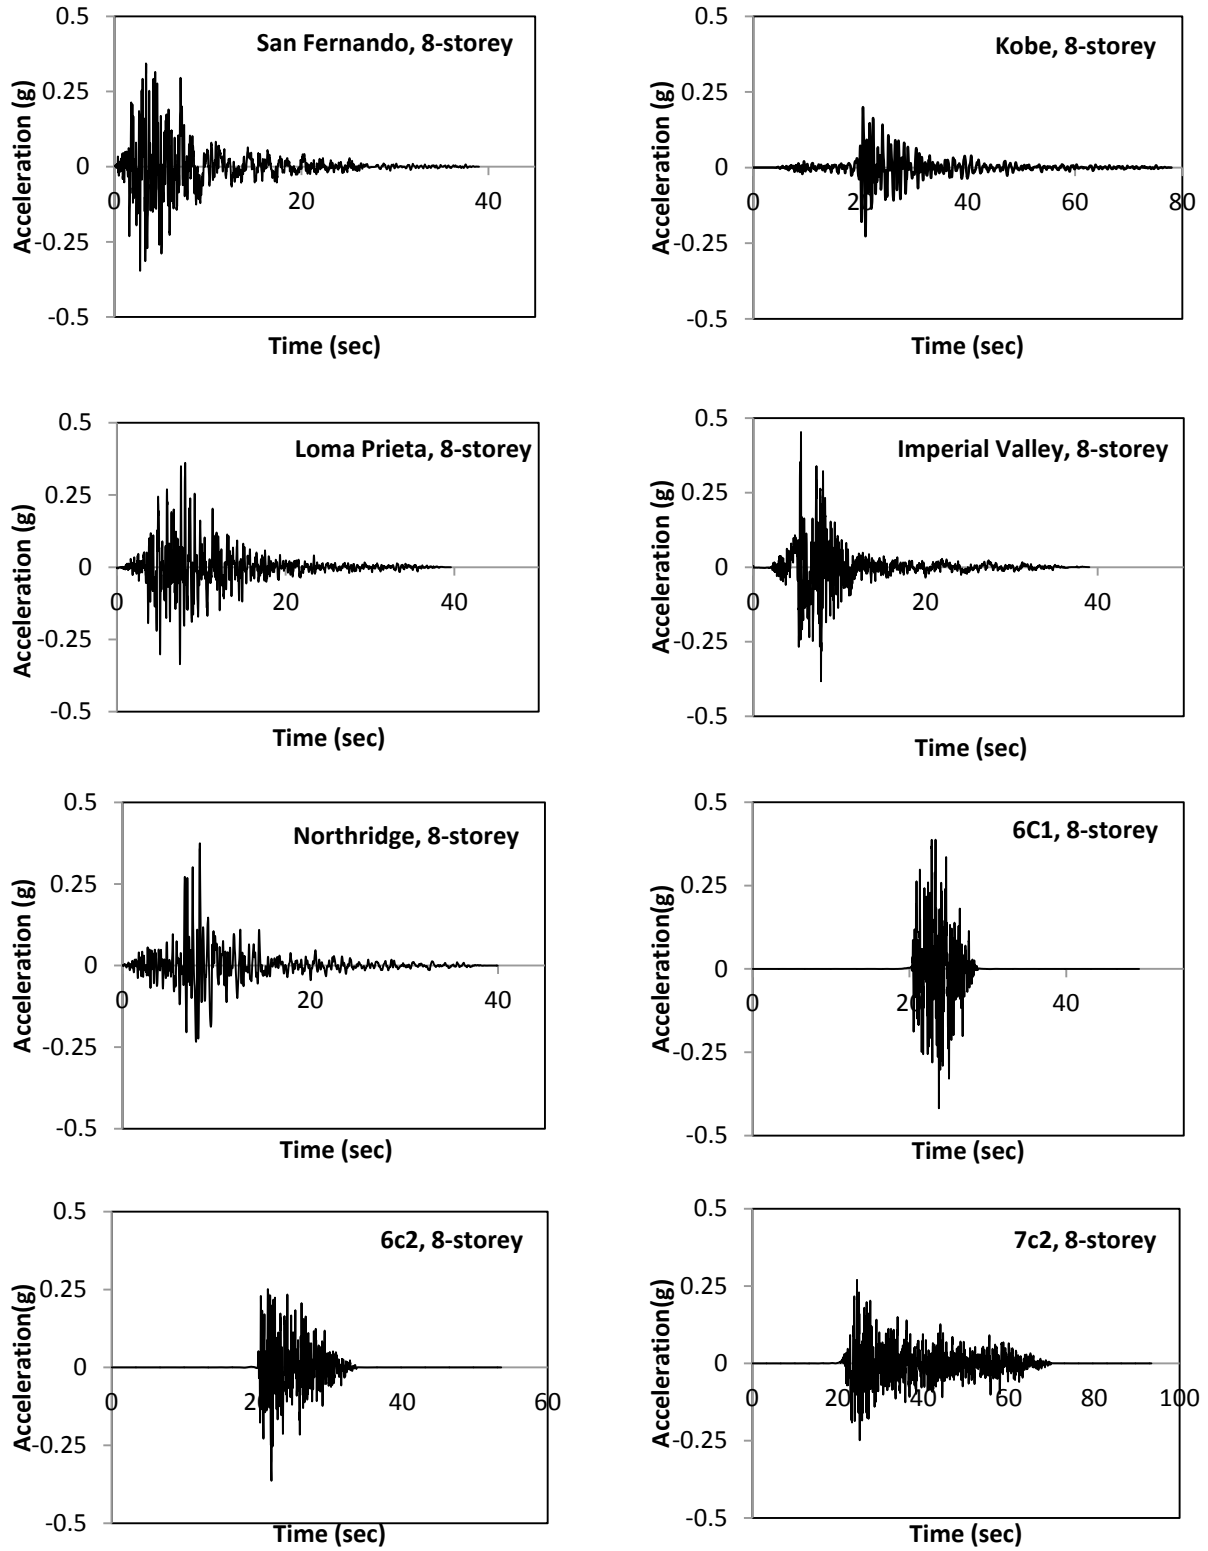 San Fernando, 8-storey
Acceleration (g)
0.5
0.25
0
-0.25
-0.5
0
20
40
Time (sec)
Kobe, 8-storey
Acceleration (g)
0.5
0.25
0
-0.25
-0.5
0
20
40
60
80
Time (sec)
Loma Prieta, 8-storey
Acceleration (g)
0.5
0.25
0
-0.25
-0.5
0
20
40
Time (sec)
Imperial Valley, 8-storey
Acceleration (g)
0.5
0.25
0
-0.25
-0.5
0
20
40
Time (sec)
Northridge, 8-storey
Acceleration (g)
0.5
0.25
0
-0.25
-0.5
0
20
40
Time (sec)
6C1, 8-storey
Acceleration(g)
0.5
0.25
0
-0.25
-0.5
0
20
40
Time (sec)
6c2, 8-storey
Acceleration(g)
0.5
0.25
0
-0.25
-0.5
0
20
40
60
Time (sec)
7c2, 8-storey
Acceleration(g)
0.5
0.25
0
-0.25
-0.5
0
20
40
60
80
100
Time (sec)